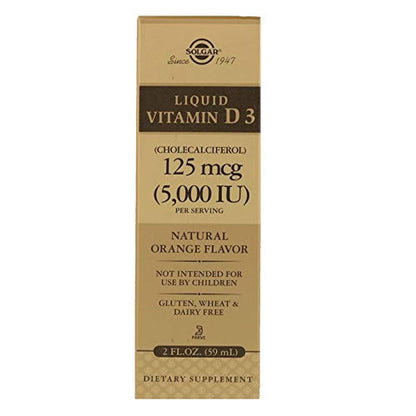 SOLGAR®
Since 1947
LIQUID
VITAMIN D3
(CHOLECALCIFEROL)
125 mcg
(5,000 IU)
PER SERVING
NATURAL
ORANGE FLAVOR
NOT INTENDED FOR
USE BY CHILDREN
GLUTEN, WHEAT &
DAIRY FREE
PARVE
2 FL.OZ. (59 mL)
DIETARY SUPPLEMENT